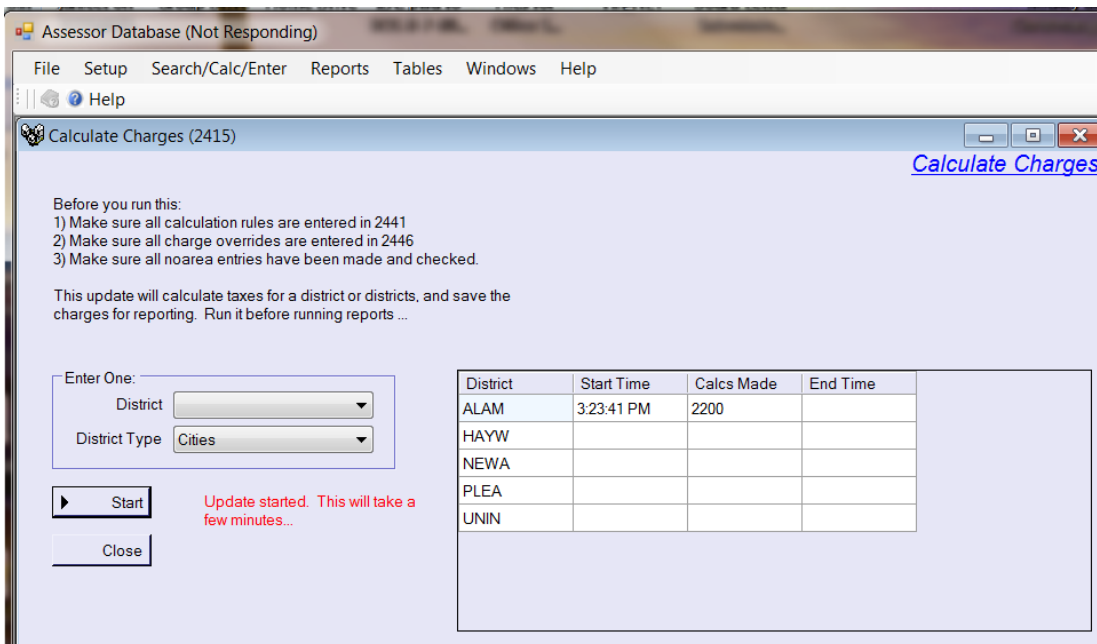 Assessor Database (Not Responding)
File Setup Search/Calc/Enter Reports Tables Windows Help
Help
Calculate Charges (2415)
Calculate Charges
Before you run this:
1) Make sure all calculation rules are entered in 2441
2) Make sure all charge overrides are entered in 2446
3) Make sure all noarea entries have been made and checked.
This update will calculate taxes for a district or districts, and save the
charges for reporting. Run it before running reports ...
Enter One:
District
District Type Cities
Start
Update started. This will take a
few minutes...
Close
District Start Time Calcs Made End Time
ALAM 3:23:41 PM 2200
HAYW
NEWA
PLEA
UNIN